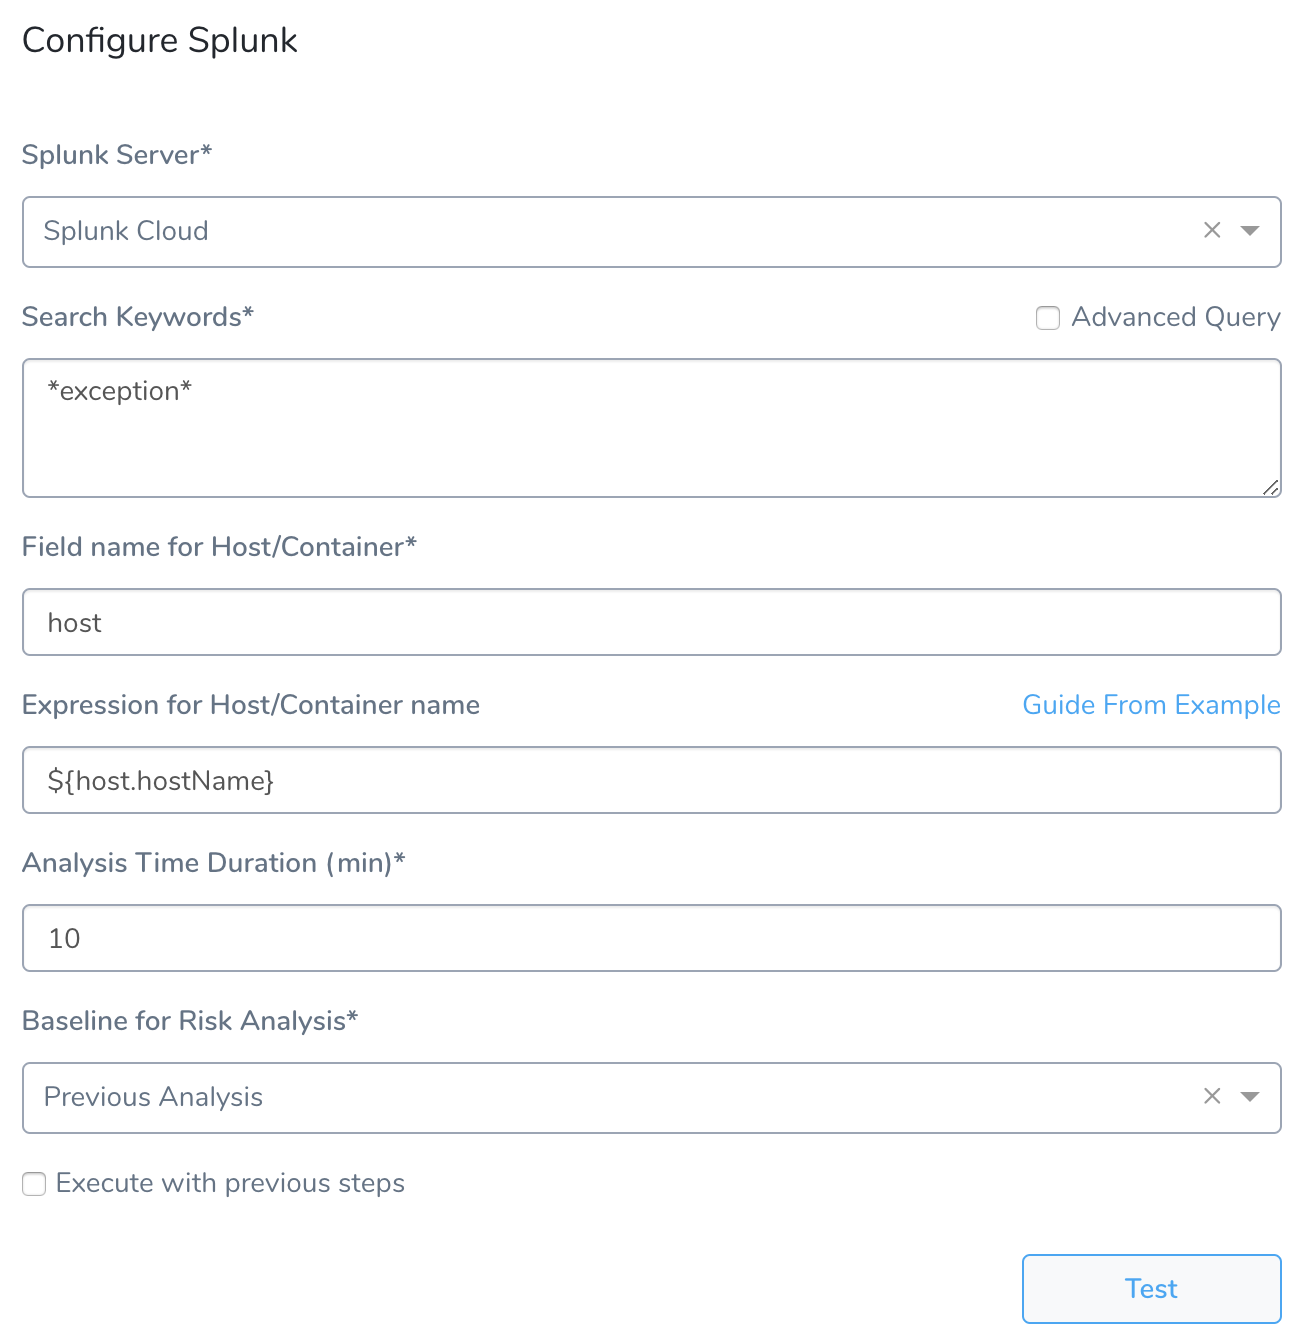 Configure Splunk
Splunk Server*
Splunk Cloud
Search Keywords*
Advanced Query
*exception*
Field name for Host/Container*
host
Expression for Host/Container name
Guide From Example
${host.hostName}
Analysis Time Duration (min)*
10
Baseline for Risk Analysis*
Previous Analysis
Execute with previous steps
Test